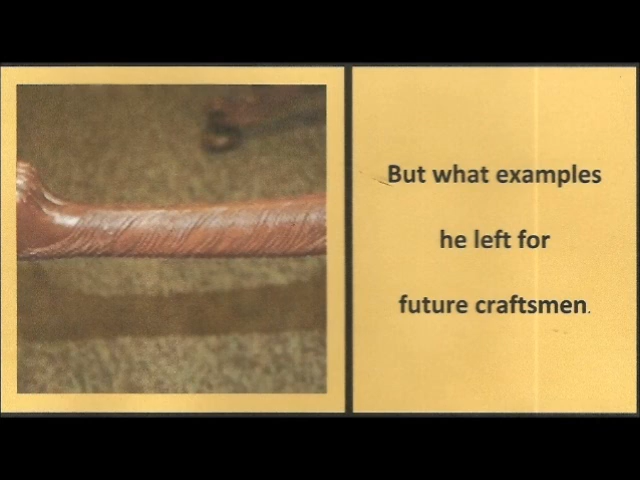 But what examples
he left for
future craftsmen.